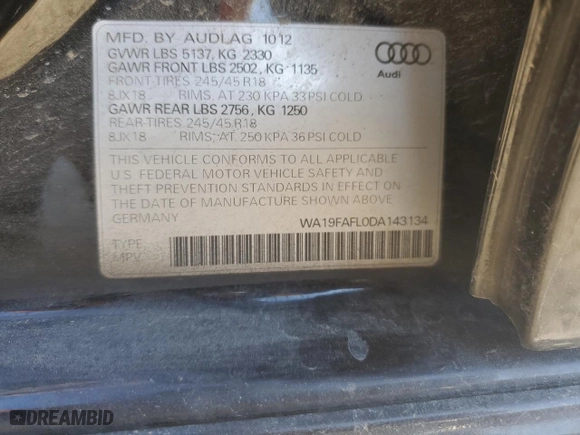 MFD. BY AUDI AG 10 12
GVWR LBS 5137, KG 2330
GAWR FRONT LBS 2502, KG 1135
FRONT TIRES 245/45 R18
8JX18 RIMS, AT 230 KPA 33 PSI COLD
GAWR REAR LBS 2756, KG 1250
REAR TIRES 245/45 R18
8JX18 RIMS, AT 250 KPA 36 PSI COLD
Audi
THIS VEHICLE CONFORMS TO ALL APPLICABLE
U.S. FEDERAL MOTOR VEHICLE SAFETY AND
THEFT PREVENTION STANDARDS IN EFFECT ON
THE DATE OF MANUFACTURE SHOWN ABOVE
GERMANY WA19FAFL0DA143134
TYPE:
MPV
DREAMBID